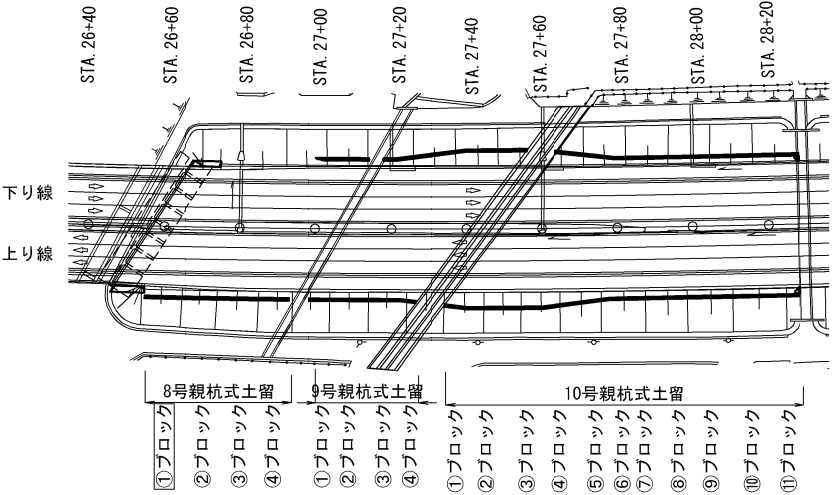 STA. 26+40
STA. 26+60
STA. 26+80
STA. 27+00
STA. 27+20
STA. 27+40
STA. 27+60
STA. 27+80
STA. 28+00
STA. 28+20
下り線
上り線
8号親杭式土留
9号親杭式土留
10号親杭式土留
①ブロック
②ブロック
③ブロック
④ブロック
①ブロック
②ブロック
③ブロック
④ブロック
①ブロック
②ブロック
③ブロック
④ブロック
⑤ブロック
⑥ブロック
⑦ブロック
⑧ブロック
⑨ブロック
⑩ブロック
⑪ブロック